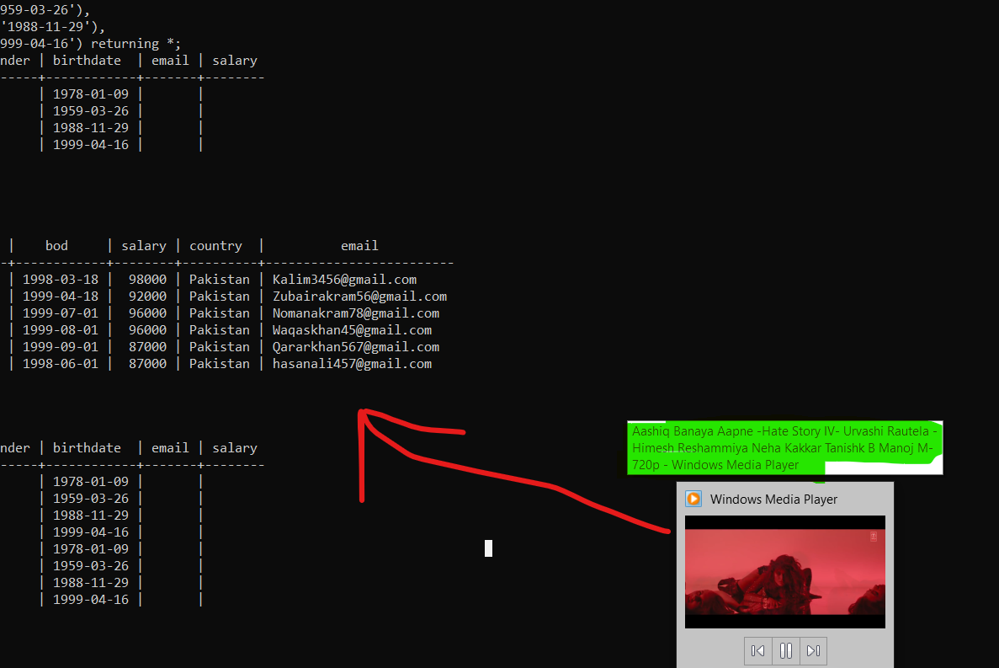 959-03-26'),
'1988-11-29'),
999-04-16') returning *;
nder | birthdate  | email | salary
-----+------------+-------+--------
     | 1978-01-09 |       |
     | 1959-03-26 |       |
     | 1988-11-29 |       |
     | 1999-04-16 |       |
|    bod     | salary | country  |          email
-+------------+--------+----------+-------------------------
| 1998-03-18 |  98000 | Pakistan | Kalim3456@gmail.com
| 1999-04-18 |  92000 | Pakistan | Zubairakram56@gmail.com
| 1999-07-01 |  96000 | Pakistan | Nomanakram78@gmail.com
| 1999-08-01 |  96000 | Pakistan | Waqaskhan45@gmail.com
| 1999-09-01 |  87000 | Pakistan | Qararkhan567@gmail.com
| 1998-06-01 |  87000 | Pakistan | hasanali457@gmail.com
nder | birthdate  | email | salary
-----+------------+-------+--------
     | 1978-01-09 |       |
     | 1959-03-26 |       |
     | 1988-11-29 |       |
     | 1999-04-16 |       |
     | 1978-01-09 |       |
     | 1959-03-26 |       |
     | 1988-11-29 |       |
     | 1999-04-16 |       |
Aashiq Banaya Aapne -Hate Story IV- Urvashi Rautela -
Himesh Reshammiya Neha Kakkar Tanishk B Manoj M-
720p - Windows Media Player
Windows Media Player